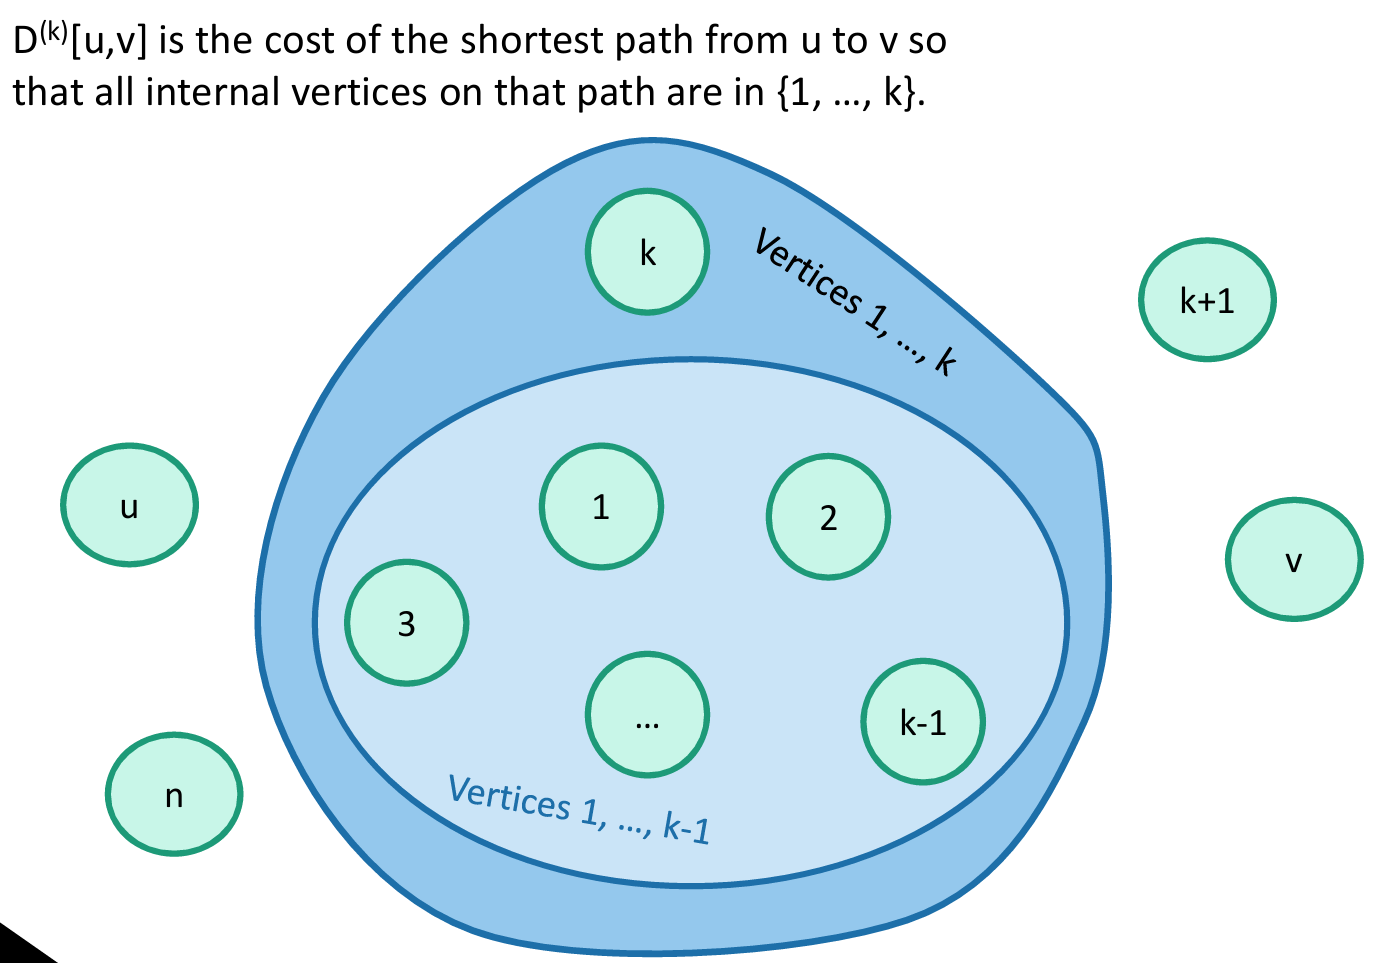 D⁽ᵏ⁾[u,v] is the cost of the shortest path from u to v so
that all internal vertices on that path are in {1, …, k}.
k
Vertices 1, …, k
k+1
u
1
2
v
3
…
k-1
n
Vertices 1, …, k-1